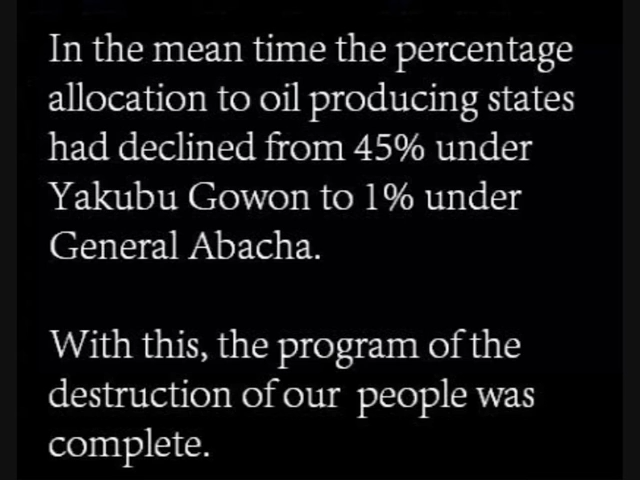 In the mean time the percentage
allocation to oil producing states
had declined from 45% under
Yakubu Gowon to 1% under
General Abacha.
With this, the program of the
destruction of our people was
complete.